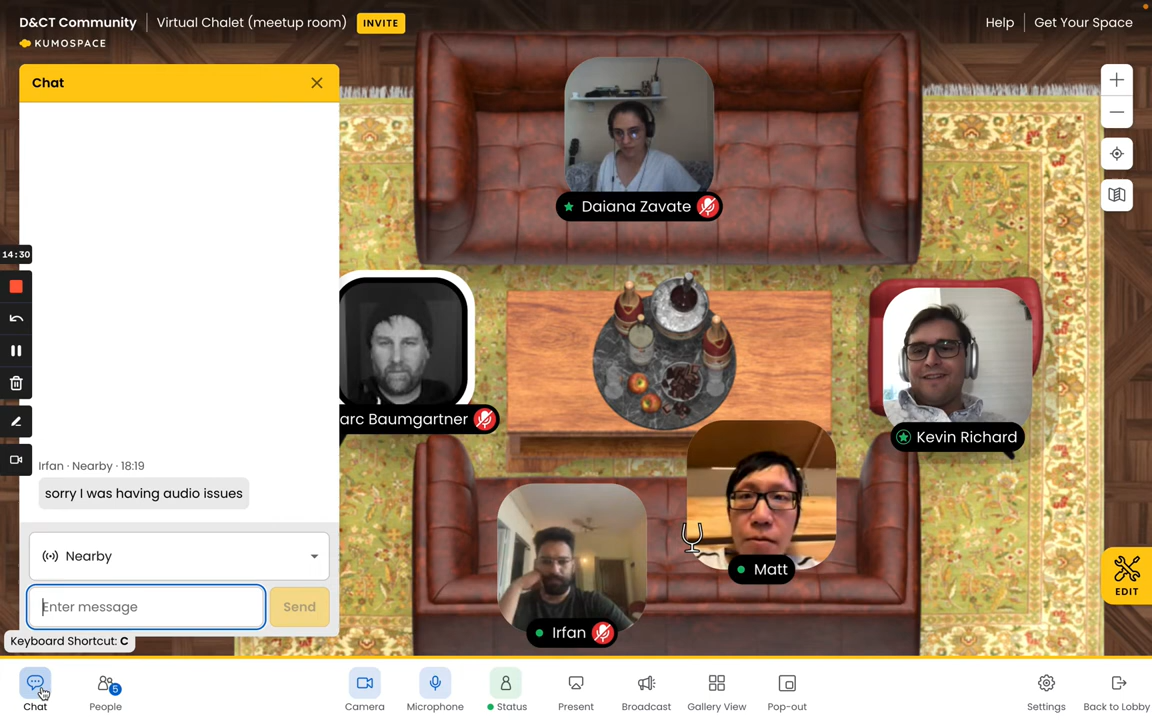 D&CT Community
Virtual Chalet (meetup room)
INVITE
Help
Get Your Space
KUMOSPACE
Chat
Daiana Zavate
14:30
arc Baumgartner
Kevin Richard
Irfan · Nearby · 18:19
sorry I was having audio issues
Nearby
Matt
EDIT
Enter message
Send
Irfan
Keyboard Shortcut: C
5
Chat
People
Camera
Microphone
Status
Present
Broadcast
Gallery View
Pop-out
Settings
Back to Lobby